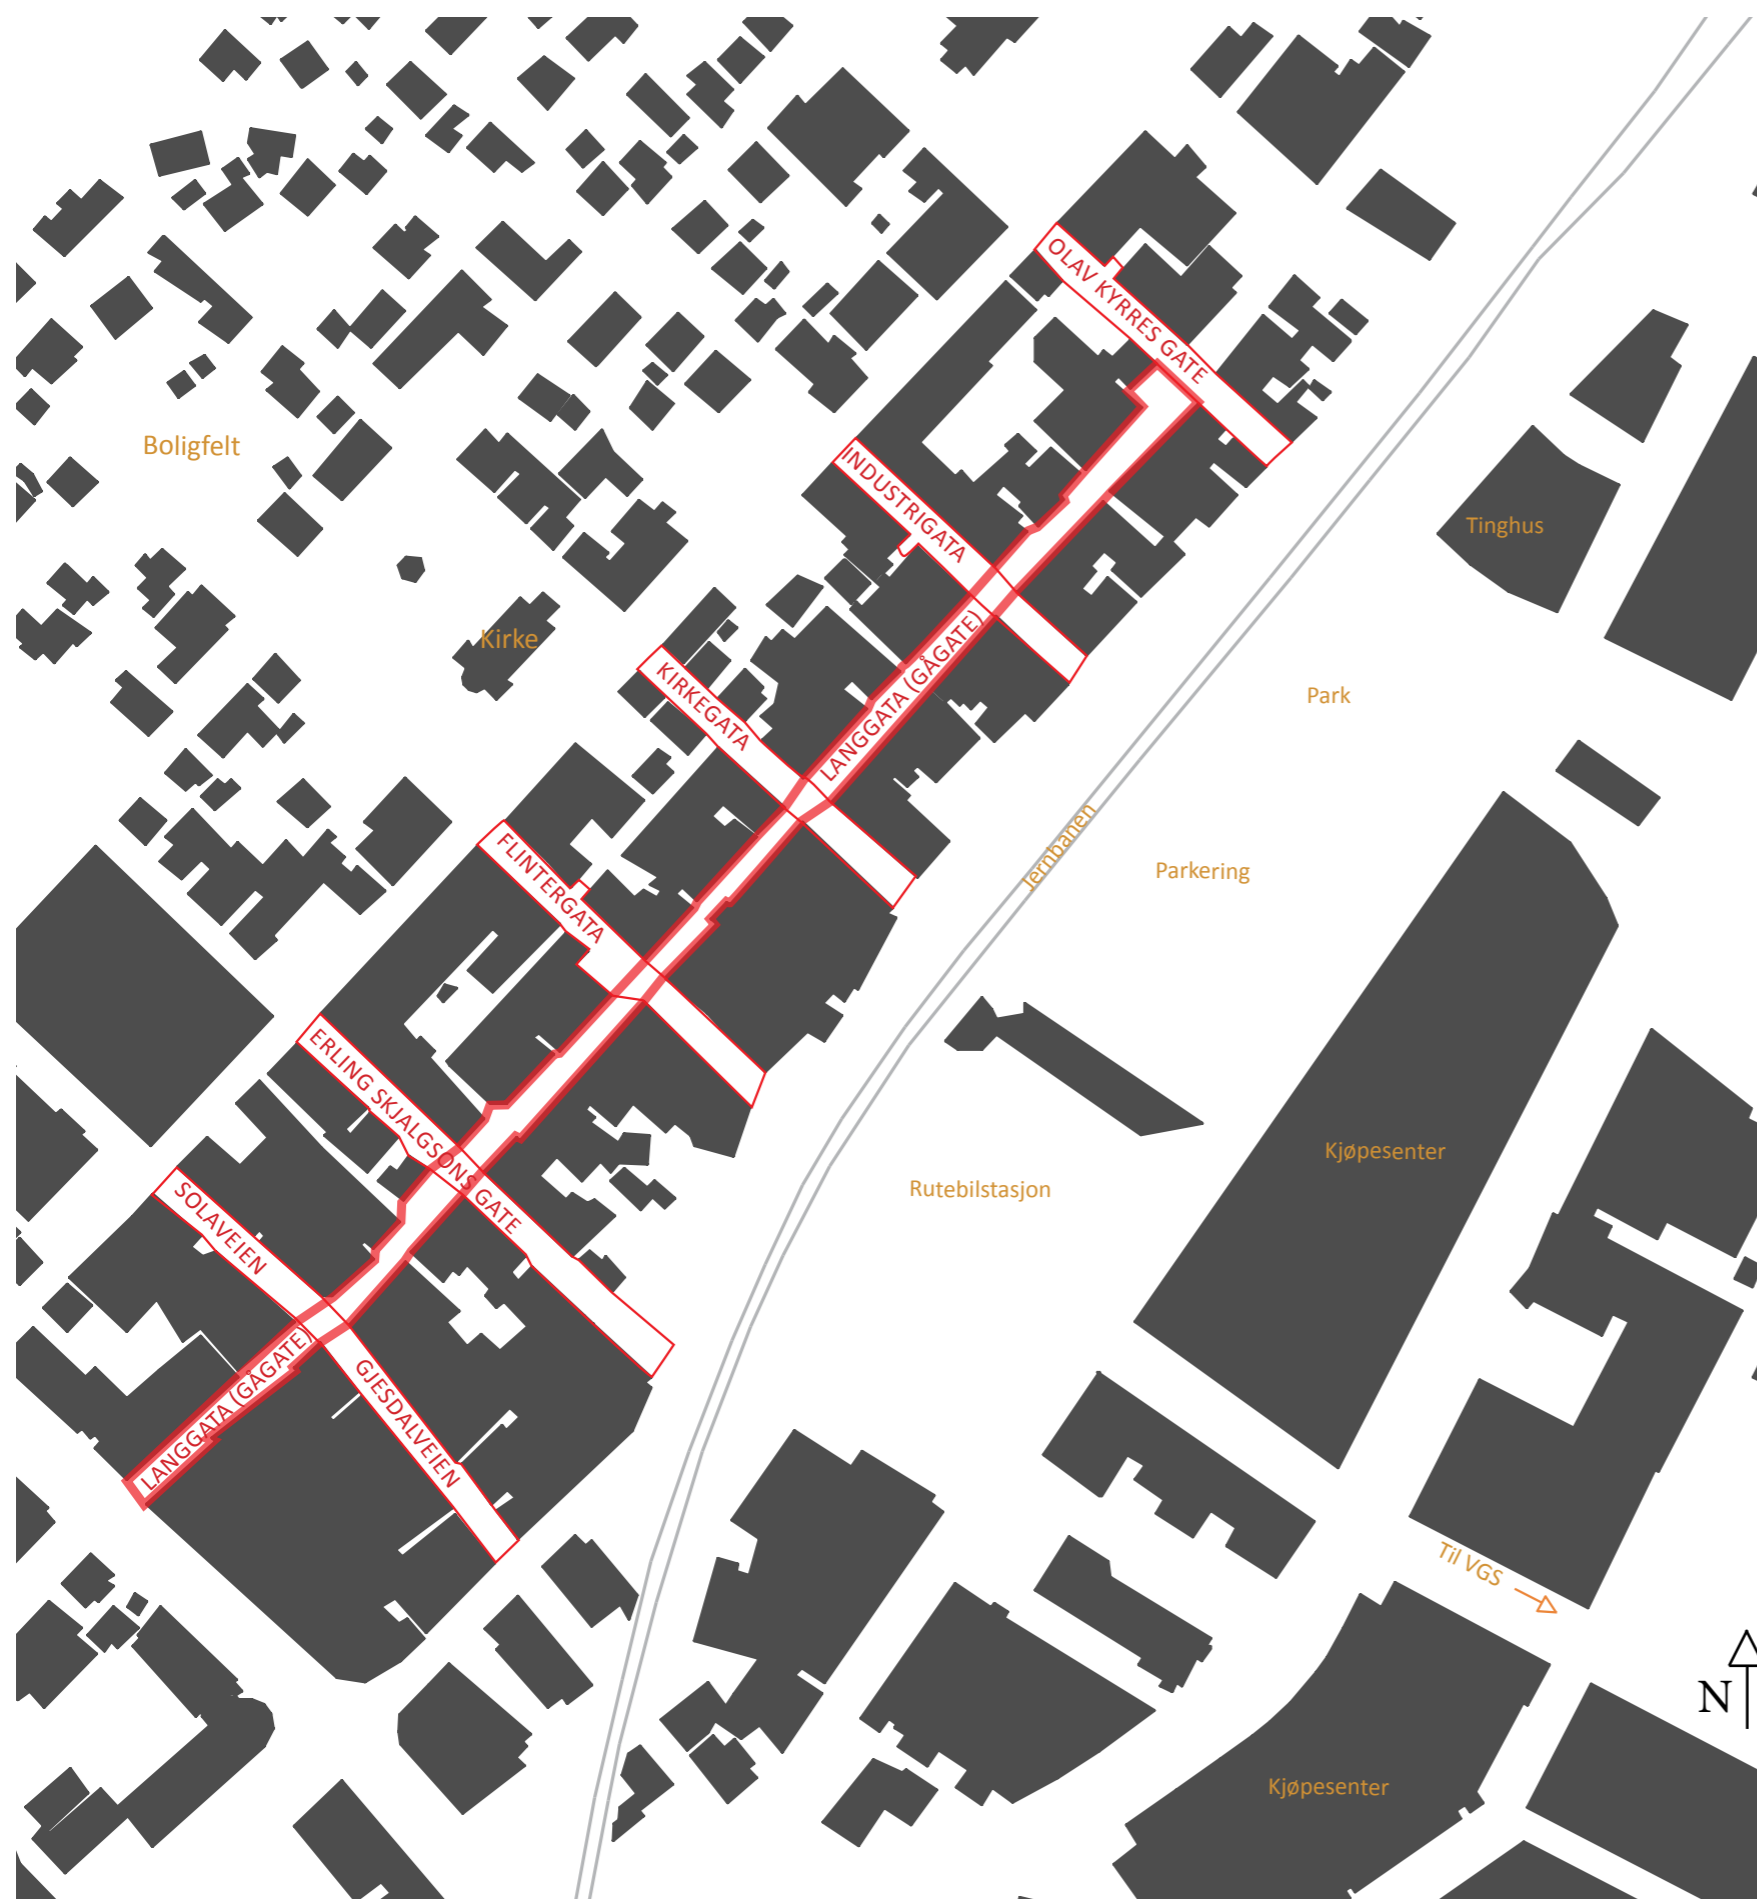 OLAV KYRRES GATE
Boligfelt
INDUSTRIGATA
Tinghus
Kirke
KIRKEGATA
LANGGATA (GÅGATE)
Park
FLINTERGATA
Jernbanen
Parkering
ERLING SKJALGSONS GATE
Kjøpesenter
Rutebilstasjon
SOLAVEIEN
LANGGATA (GÅGATE)
GJESDALVEIEN
Til VGS
N
Kjøpesenter